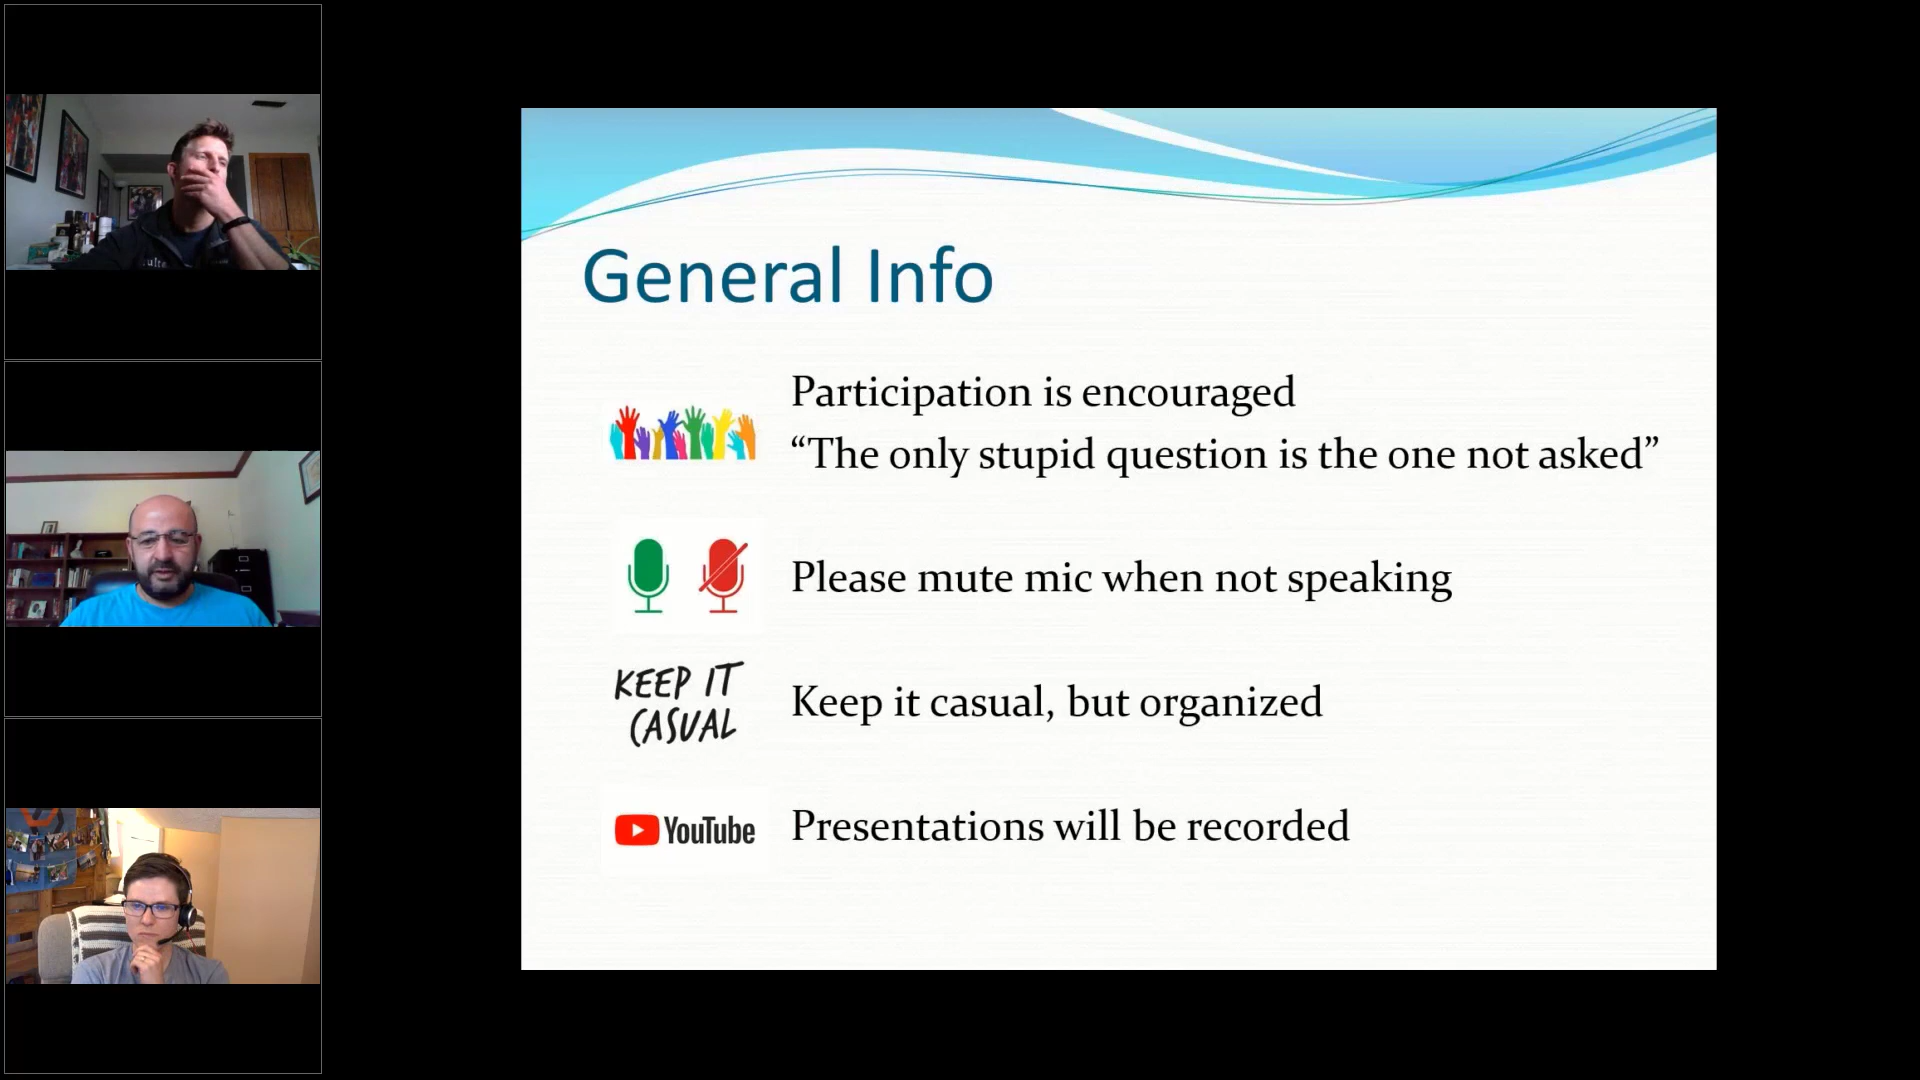 General Info
Participation is encouraged
“The only stupid question is the one not asked”
Please mute mic when not speaking
KEEP IT
CASUAL
Keep it casual, but organized
YouTube
Presentations will be recorded